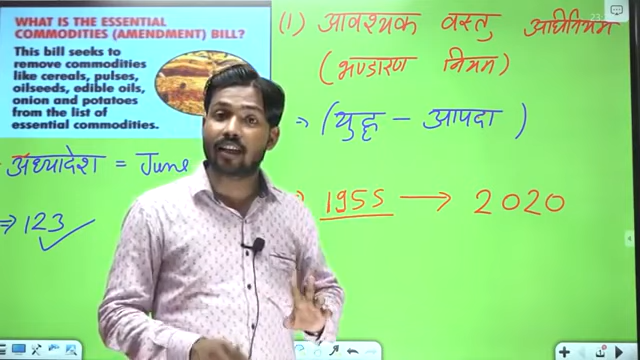 WHAT IS THE ESSENTIAL
COMMODITIES (AMENDMENT) BILL?
This bill seeks to
remove commodities
like cereals, pulses,
oilseeds, edible oils,
onion and potatoes
from the list of
essential commodities.
अध्यादेश = June
⇒ 123 ✓
(1) आवश्यक वस्तु अधिनियम
(भण्डारण नियम)
⇒ (युद्ध - आपदा )
1955 → 2020